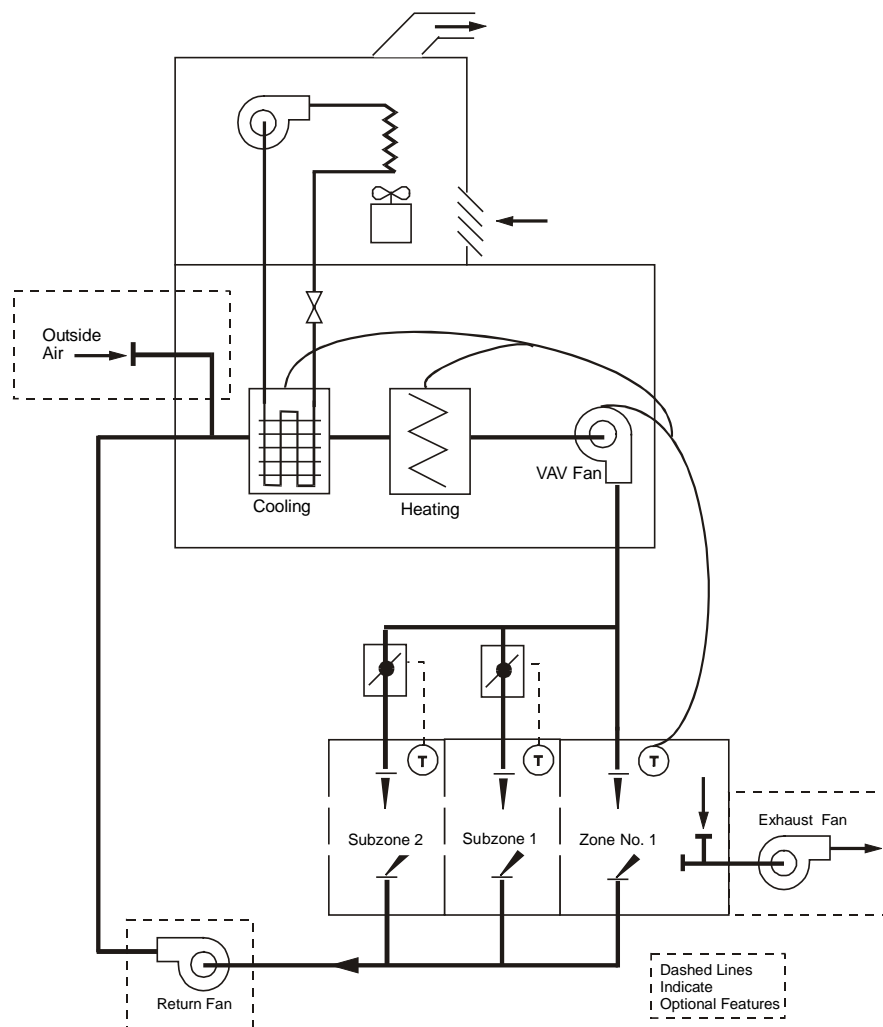 Outside
Air
Cooling
Heating
VAV Fan
T
T
T
Subzone 2
Subzone 1
Zone No. 1
Exhaust Fan
Return Fan
Dashed Lines
Indicate
Optional Features